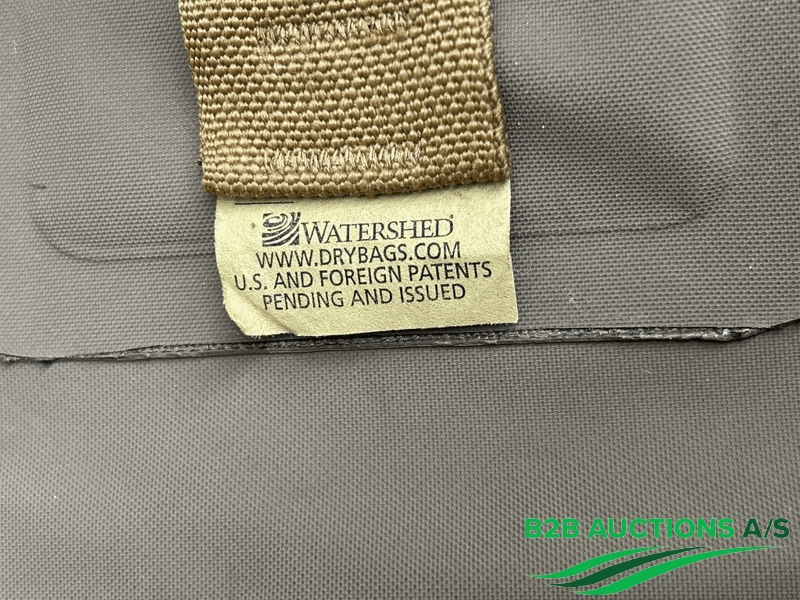 WATERSHED
WWW.DRYBAGS.COM
U.S. AND FOREIGN PATENTS
PENDING AND ISSUED
B2B AUCTIONS A/S